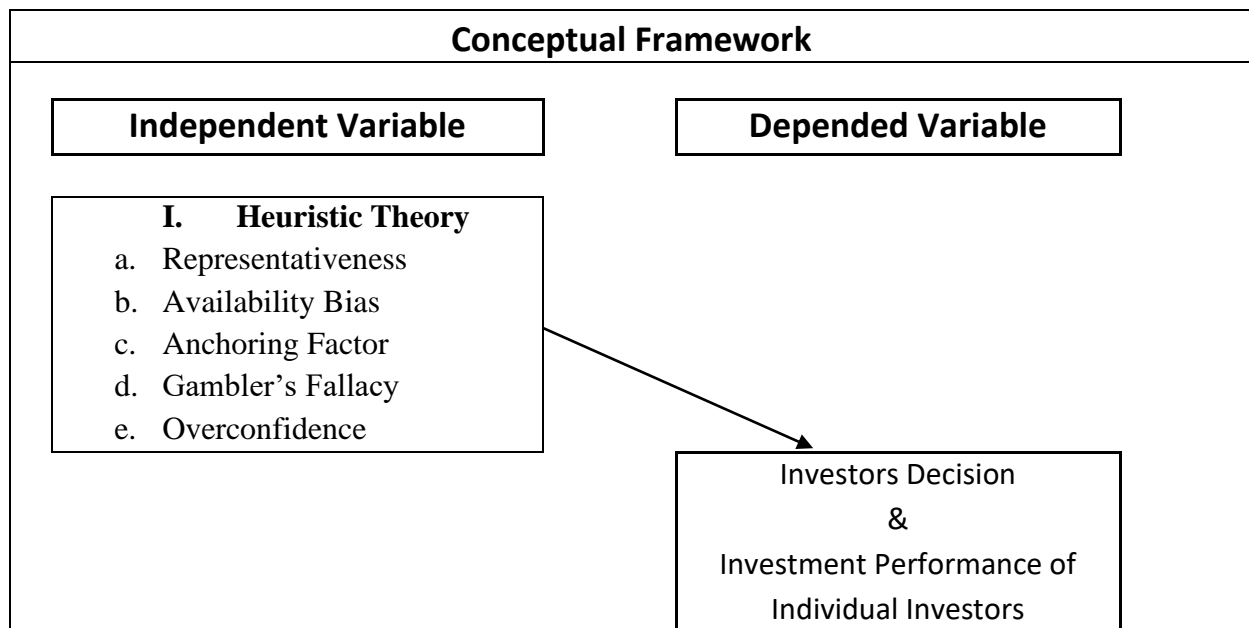 Conceptual Framework
Independent Variable
Depended Variable
I. Heuristic Theory
a. Representativeness
b. Availability Bias
c. Anchoring Factor
d. Gambler’s Fallacy
e. Overconfidence
Investors Decision
&
Investment Performance of
Individual Investors